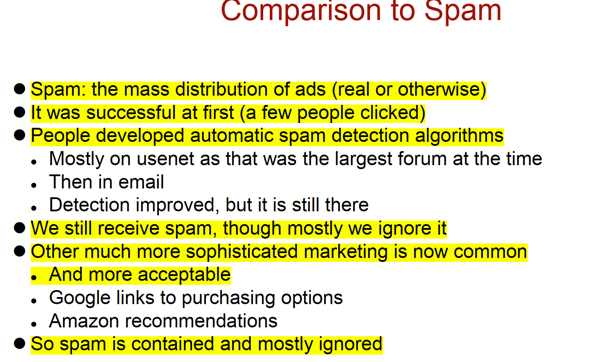 Comparison to Spam
● Spam: the mass distribution of ads (real or otherwise)
● It was successful at first (a few people clicked)
● People developed automatic spam detection algorithms
• Mostly on usenet as that was the largest forum at the time
• Then in email
• Detection improved, but it is still there
● We still receive spam, though mostly we ignore it
● Other much more sophisticated marketing is now common
• And more acceptable
• Google links to purchasing options
• Amazon recommendations
● So spam is contained and mostly ignored